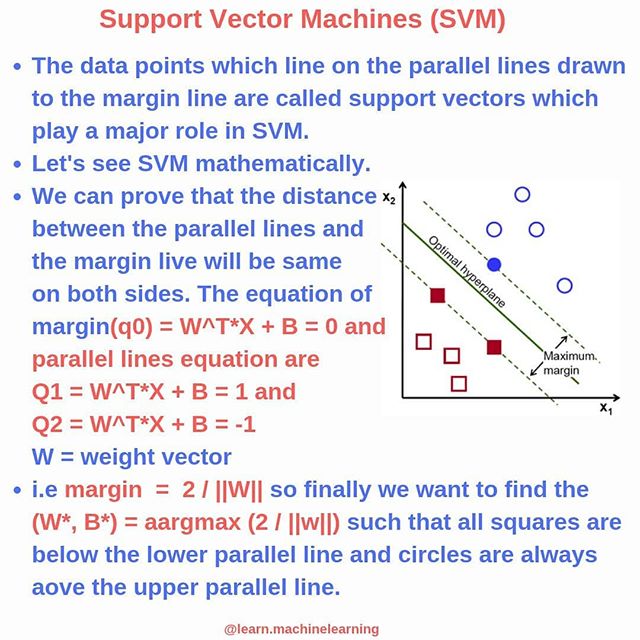 Support Vector Machines (SVM)
• The data points which line on the parallel lines drawn
to the margin line are called support vectors which
play a major role in SVM.
• Let's see SVM mathematically.
• We can prove that the distance
between the parallel lines and
the margin live will be same
on both sides. The equation of
margin(q0) = W^T*X + B = 0 and
parallel lines equation are
Q1 = W^T*X + B = 1 and
Q2 = W^T*X + B = -1
W = weight vector
• i.e margin = 2 / ||W|| so finally we want to find the
(W*, B*) = aargmax (2 / ||w||) such that all squares are
below the lower parallel line and circles are always
aove the upper parallel line.
x2
Optimal hyperplane
Maximum
margin
x1
@learn.machinelearning